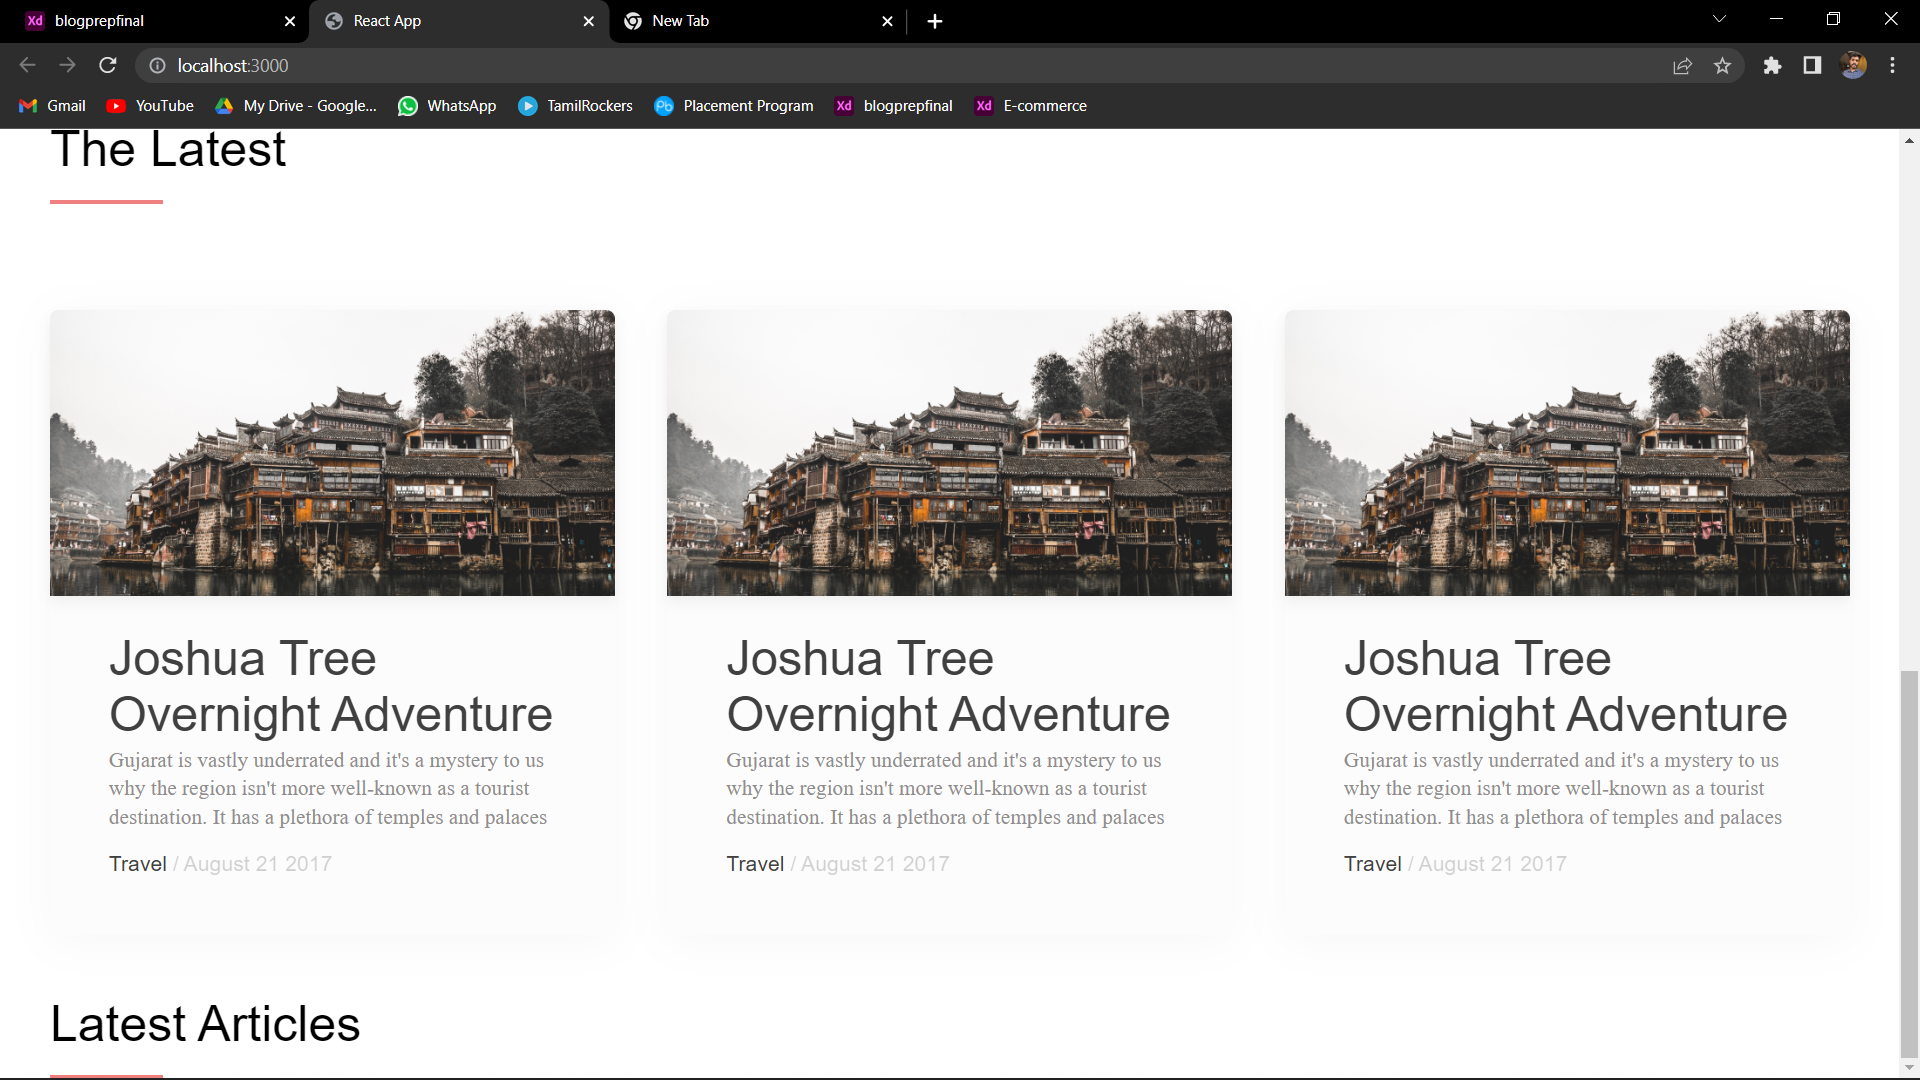 Xd blogprepfinal
React App
New Tab
localhost:3000
Gmail
YouTube
My Drive - Google...
WhatsApp
TamilRockers
Pb Placement Program
Xd blogprepfinal
Xd E-commerce
The Latest
Joshua Tree
Overnight Adventure
Gujarat is vastly underrated and it's a mystery to us
why the region isn't more well-known as a tourist
destination. It has a plethora of temples and palaces
Travel / August 21 2017
Joshua Tree
Overnight Adventure
Gujarat is vastly underrated and it's a mystery to us
why the region isn't more well-known as a tourist
destination. It has a plethora of temples and palaces
Travel / August 21 2017
Joshua Tree
Overnight Adventure
Gujarat is vastly underrated and it's a mystery to us
why the region isn't more well-known as a tourist
destination. It has a plethora of temples and palaces
Travel / August 21 2017
Latest Articles